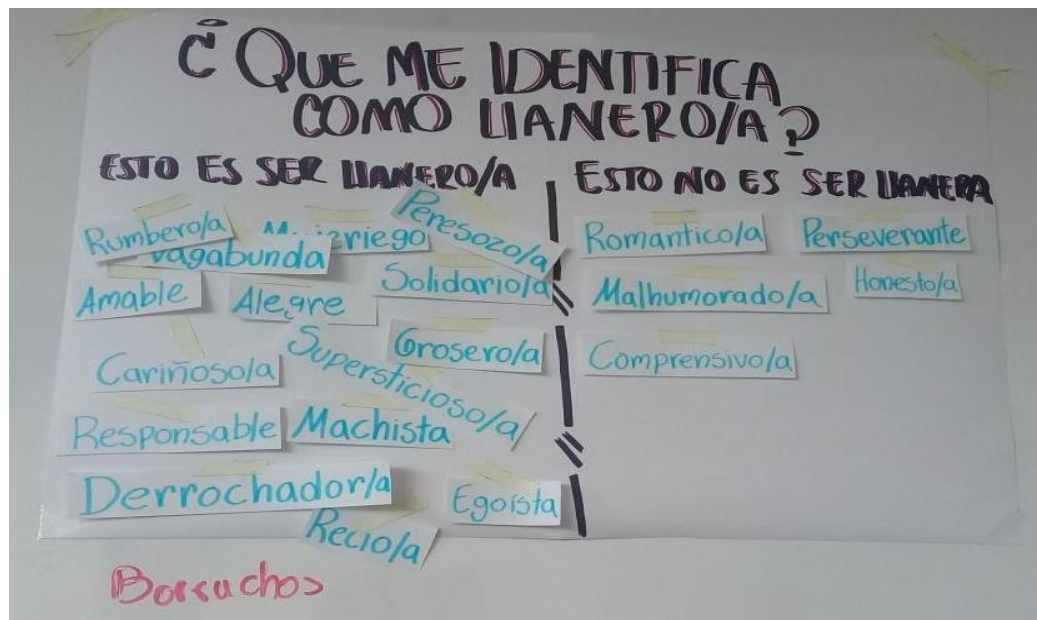 ¿QUE ME IDENTIFICA
COMO LLANERO/A?
ESTO ES SER LLANERO/A
Rumbero/a
Peresozo/a
vagabunda
Amable
Alegre
Solidario/a
Cariñoso/a
Supersticioso/a
Grosero/a
Responsable
Machista
Derrochador/a
Egoísta
Recio/a
Borrachos
ESTO NO ES SER LLANERA
Romantico/a
Perseverante
Malhumorado/a
Honesto/a
Comprensivo/a